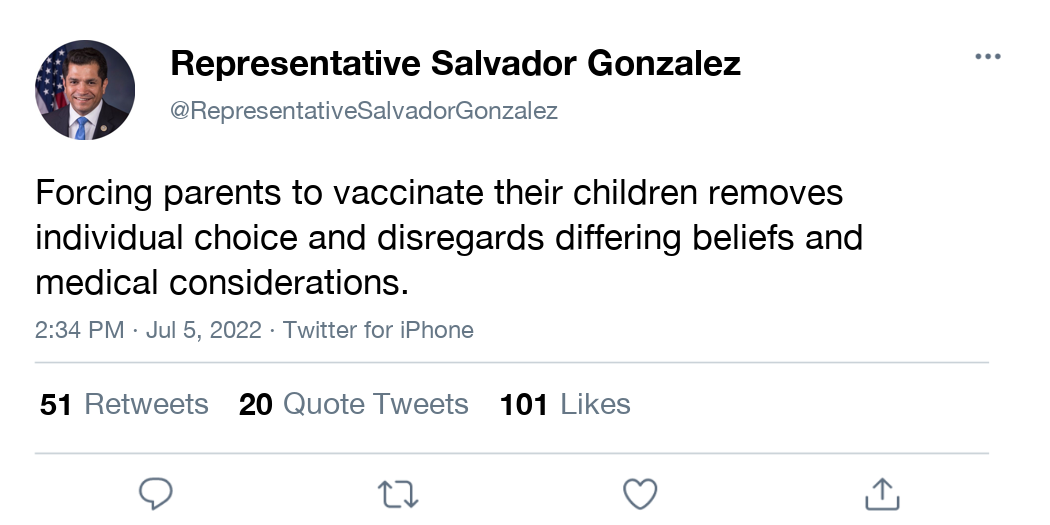 Representative Salvador Gonzalez
@RepresentativeSalvadorGonzalez
Forcing parents to vaccinate their children removes
individual choice and disregards differing beliefs and
medical considerations.
2:34 PM · Jul 5, 2022 · Twitter for iPhone
51 Retweets 20 Quote Tweets 101 Likes